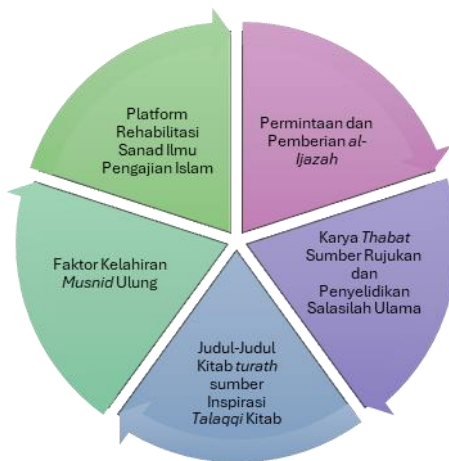 Permintaan dan
Pemberian al-
Ijazah
Karya Thabat
Sumber Rujukan
dan
Penyelidikan
Salasilah Ulama
Judul-Judul
Kitab turath
sumber
Inspirasi
Talaqqi Kitab
Faktor Kelahiran
Musnid Ulung
Platform
Rehabilitasi
Sanad Ilmu
Pengajian Islam